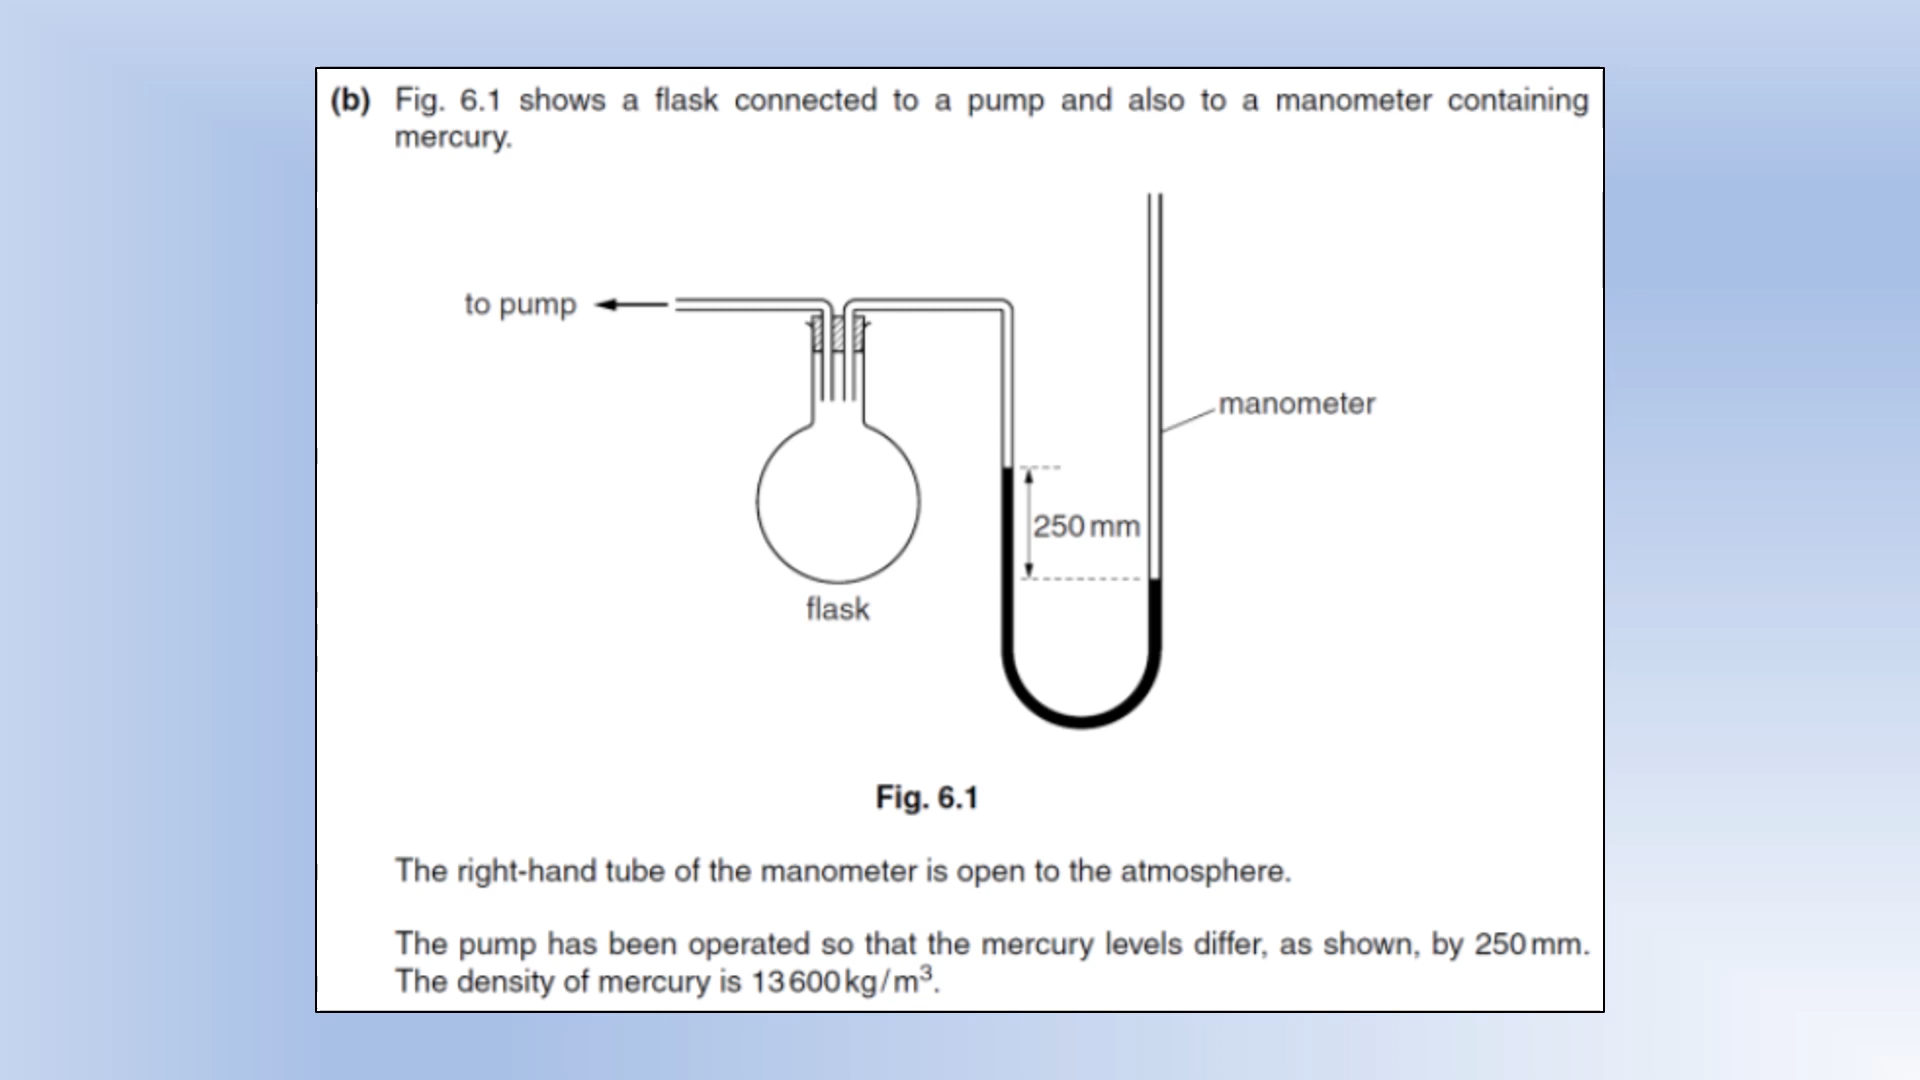 (b) Fig. 6.1 shows a flask connected to a pump and also to a manometer containing
mercury.
to pump
manometer
250 mm
flask
Fig. 6.1
The right-hand tube of the manometer is open to the atmosphere.
The pump has been operated so that the mercury levels differ, as shown, by 250 mm.
The density of mercury is 13 600 kg/m³.